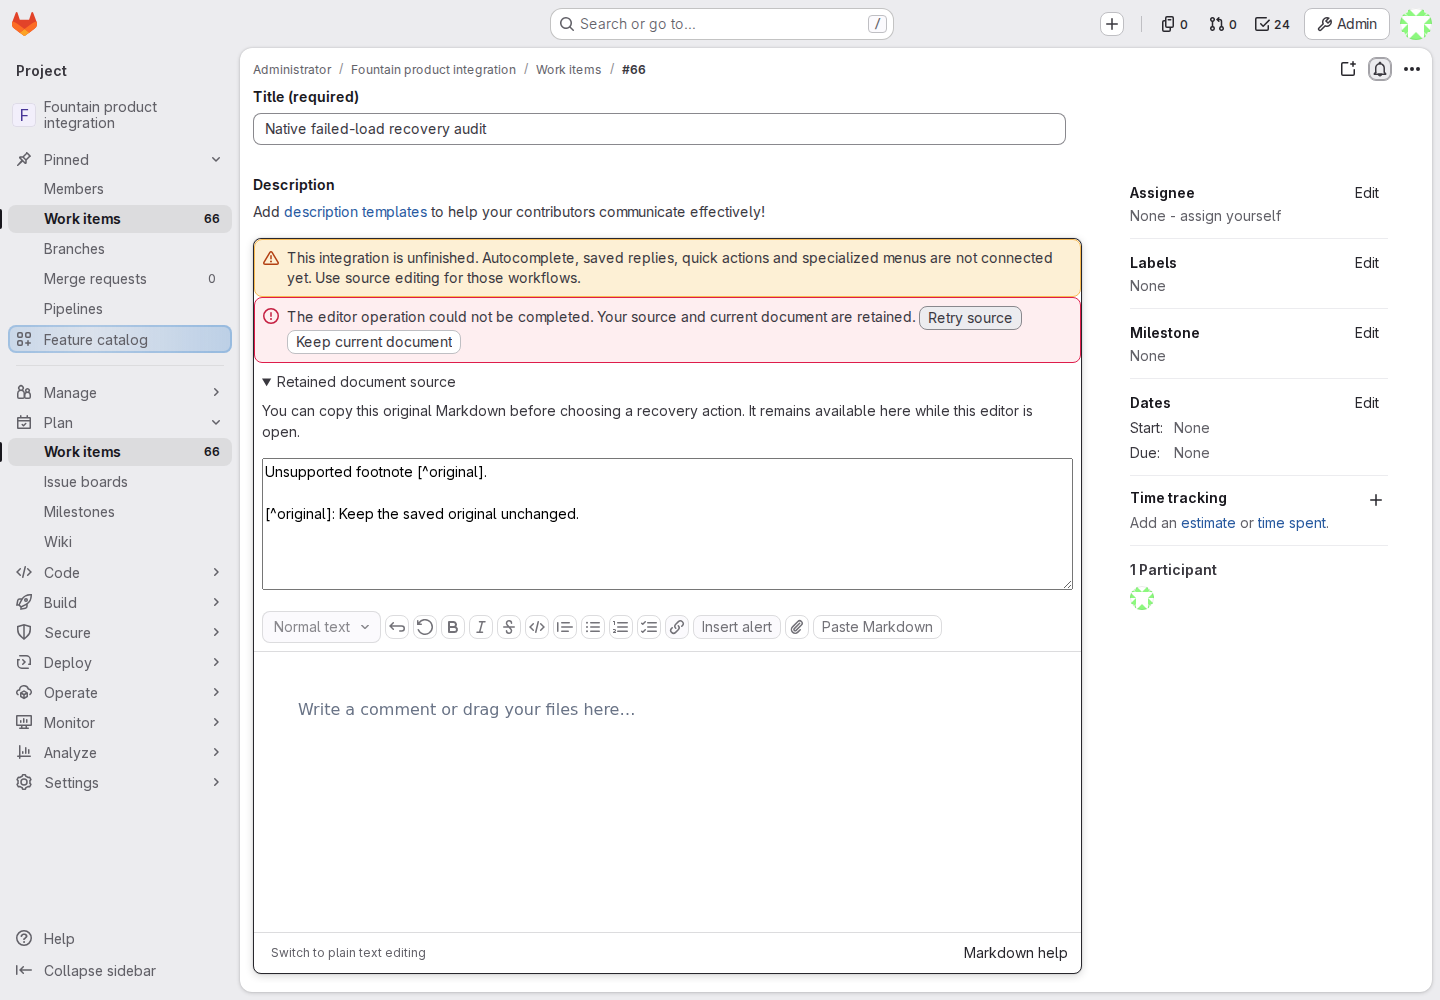 Search or go to...
/
0
0
24
Admin
Project
F
Fountain product
integration
Pinned
Members
Work items
66
Branches
Merge requests
0
Pipelines
Feature catalog
Manage
Plan
Work items
66
Issue boards
Milestones
Wiki
Code
Build
Secure
Deploy
Operate
Monitor
Analyze
Settings
Help
Collapse sidebar
Administrator / Fountain product integration / Work items / #66
Title (required)
Native failed-load recovery audit
Description
Add description templates to help your contributors communicate effectively!
This integration is unfinished. Autocomplete, saved replies, quick actions and specialized menus are not connected
yet. Use source editing for those workflows.
The editor operation could not be completed. Your source and current document are retained. Retry source
Keep current document
Retained document source
You can copy this original Markdown before choosing a recovery action. It remains available here while this editor is
open.
Unsupported footnote [^original].
[^original]: Keep the saved original unchanged.
Normal text
Insert alert
Paste Markdown
Write a comment or drag your files here…
Switch to plain text editing
Markdown help
Assignee
Edit
None - assign yourself
Labels
Edit
None
Milestone
Edit
None
Dates
Edit
Start: None
Due: None
Time tracking
Add an estimate or time spent.
1 Participant